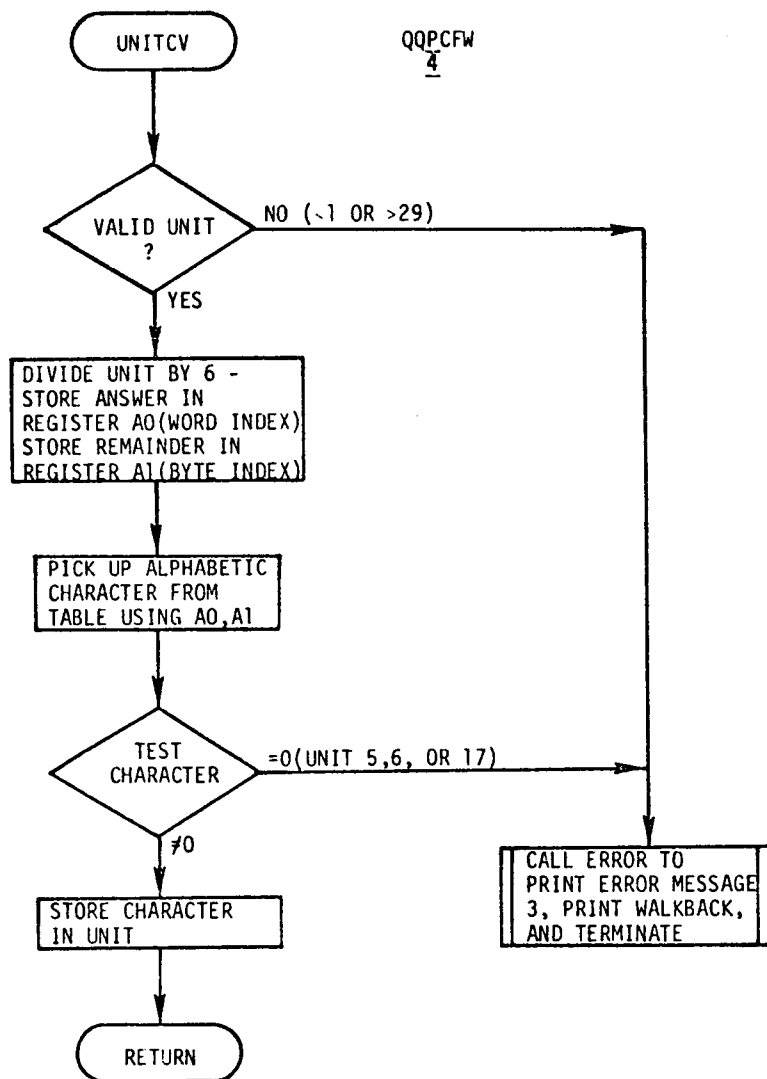 UNITCV
QQPCFW
4
VALID UNIT
?
NO (<1 OR >29)
YES
DIVIDE UNIT BY 6 -
STORE ANSWER IN
REGISTER A0(WORD INDEX)
STORE REMAINDER IN
REGISTER A1(BYTE INDEX)
PICK UP ALPHABETIC
CHARACTER FROM
TABLE USING A0,A1
TEST
CHARACTER
=0(UNIT 5,6, OR 17)
≠0
STORE CHARACTER
IN UNIT
CALL ERROR TO
PRINT ERROR MESSAGE
3, PRINT WALKBACK,
AND TERMINATE
RETURN